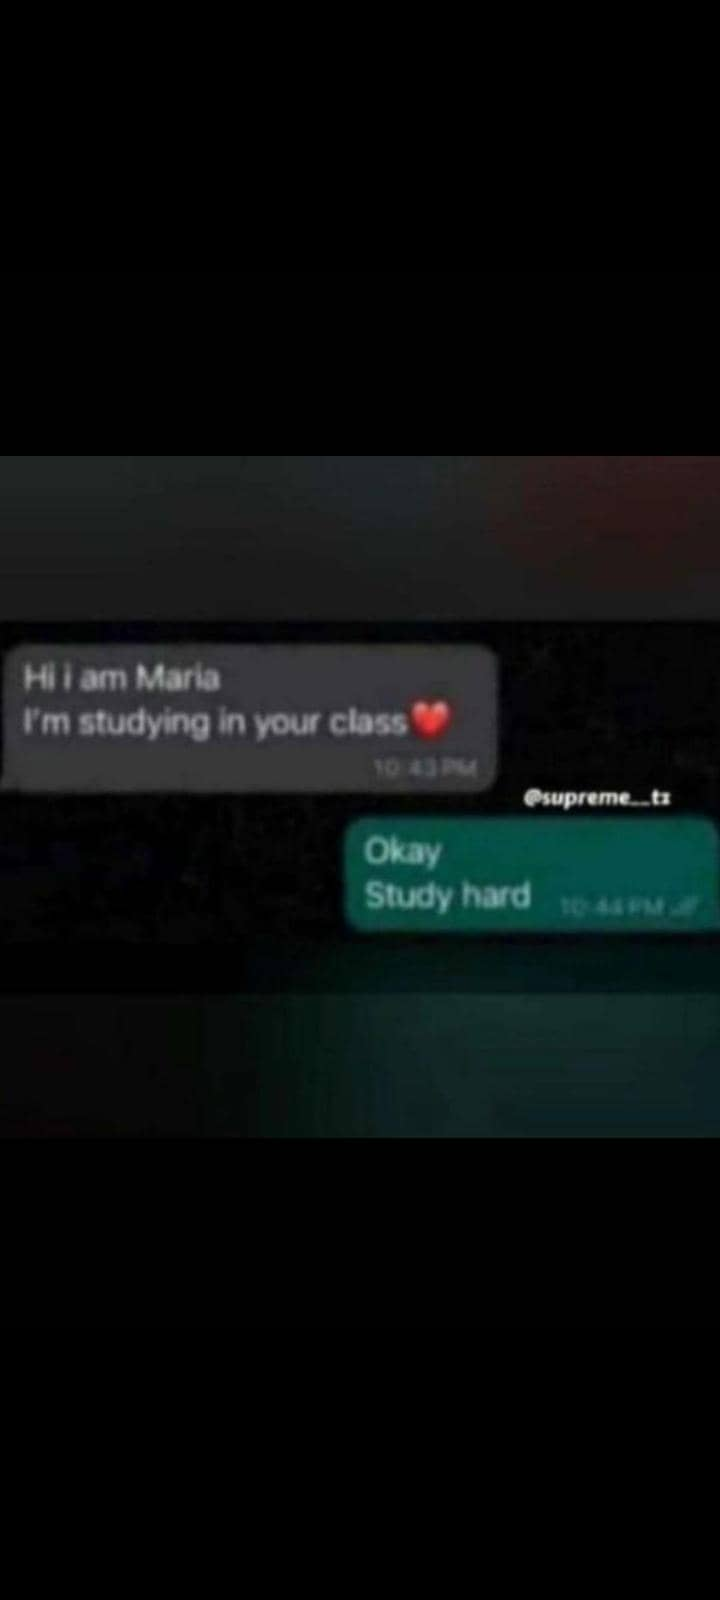 Hi i am Maria
I'm studying in your class❤️
10:43 PM
@supreme__tz
Okay
Study hard
10:44 PM